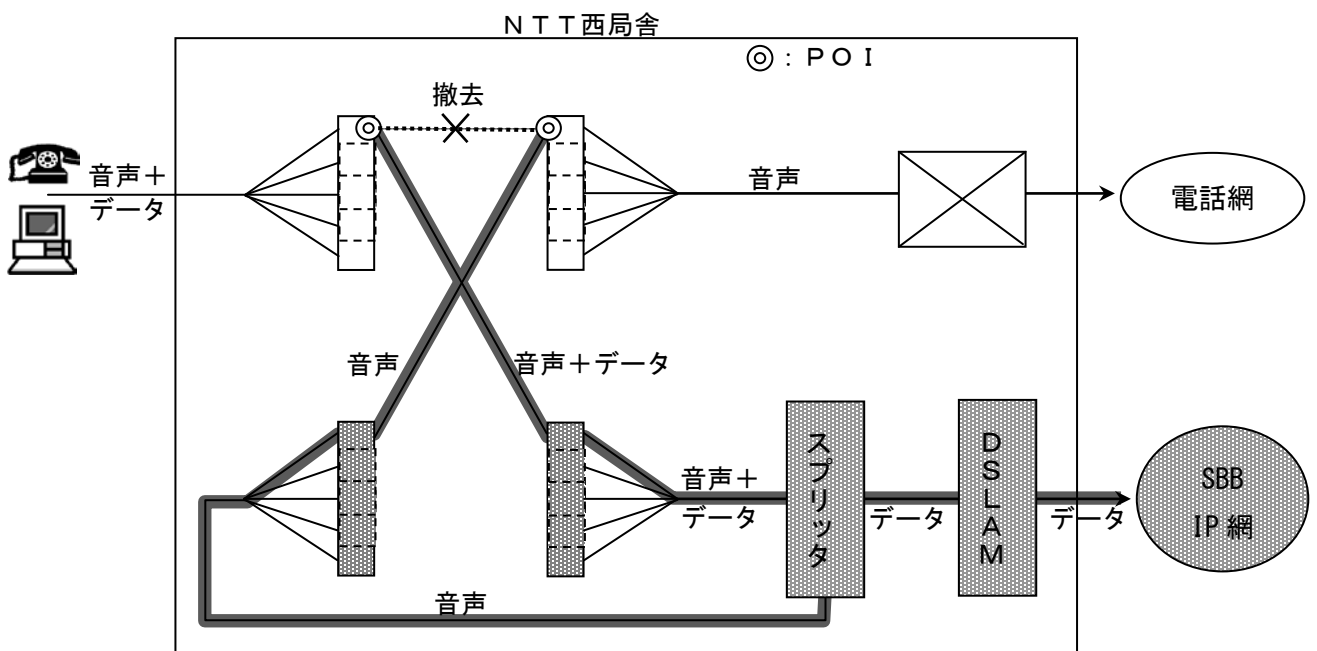 NTT西局舎
◎:POI
撤去
音声+
データ
音声
電話網
音声
音声+データ
スプリッタ
DSLAM
音声+
データ
データ
データ
SBB
IP網
音声